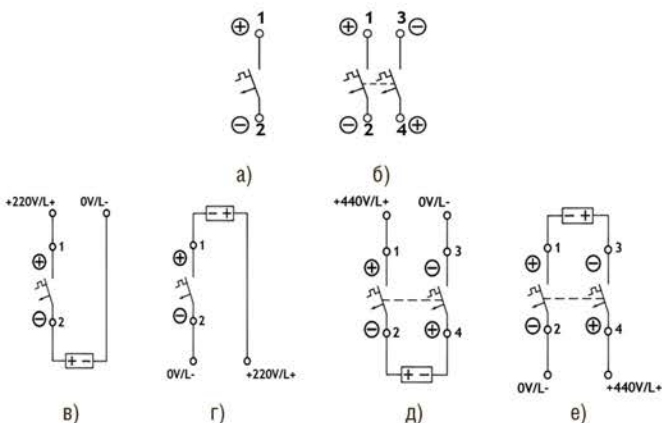 ⊕ 1 ⊕ 1 3 ⊖
⊖ 2 ⊖ 2 4 ⊕
а) б)
+220V/L+ 0V/L- − + +440V/L+ 0V/L- − +
1 1 1 3 1 3
⊕ ⊕ ⊕ ⊖ ⊕ ⊖
⊖ ⊖ ⊖ ⊕ ⊖ ⊕
2 2 2 4 2 4
+ − 0V/L- +220V/L+ + − 0V/L- +440V/L+
в) г) д) е)